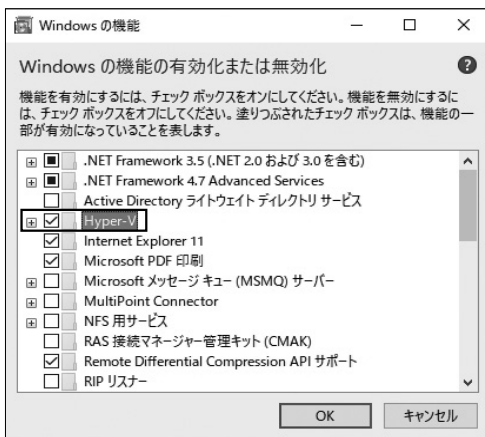 Windows の機能
Windows の機能の有効化または無効化
機能を有効にするには、チェック ボックスをオンにしてください。機能を無効にするに
は、チェック ボックスをオフにしてください。塗りつぶされたチェック ボックスは、機能の一
部が有効になっていることを表します。
.NET Framework 3.5 (.NET 2.0 および 3.0 を含む)
.NET Framework 4.7 Advanced Services
Active Directory ライトウェイト ディレクトリ サービス
Hyper-V
Internet Explorer 11
Microsoft PDF 印刷
Microsoft メッセージ キュー (MSMQ) サーバー
MultiPoint Connector
NFS 用サービス
RAS 接続マネージャー管理キット (CMAK)
Remote Differential Compression API サポート
RIP リスナー
OK
キャンセル